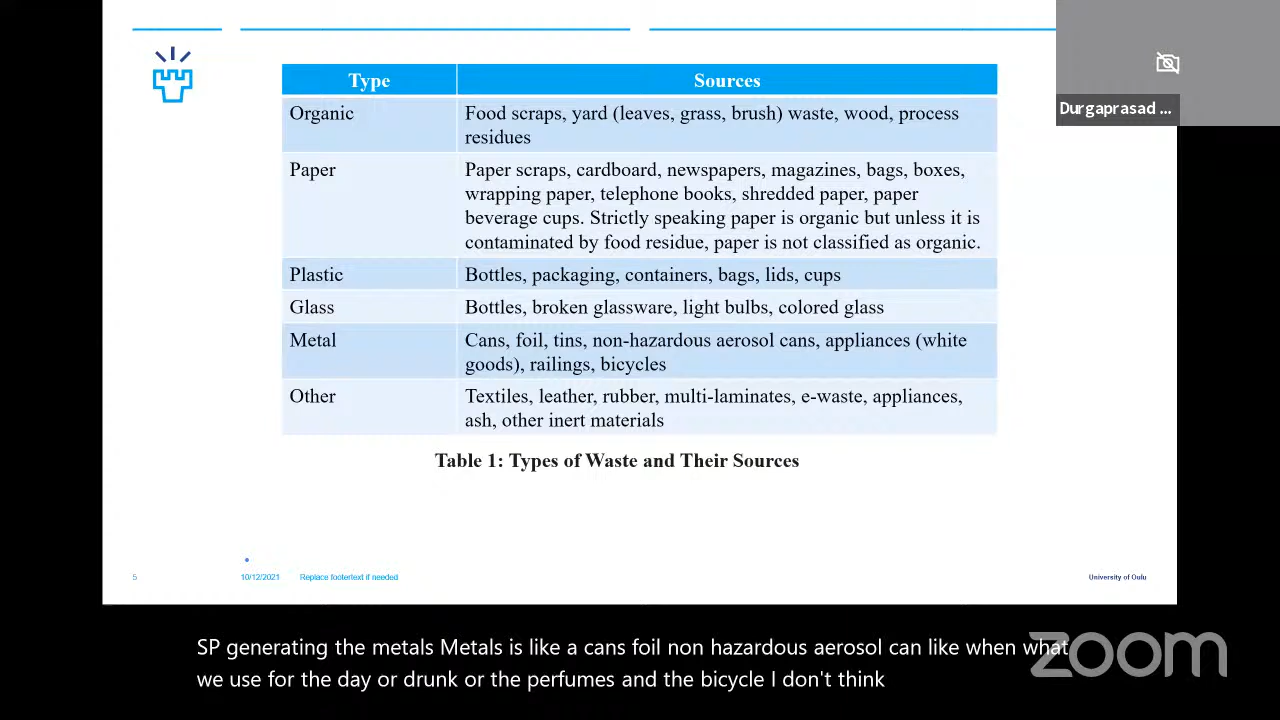 Durgaprasad ...
Type Sources
Organic Food scraps, yard (leaves, grass, brush) waste, wood, process
residues
Paper Paper scraps, cardboard, newspapers, magazines, bags, boxes,
wrapping paper, telephone books, shredded paper, paper
beverage cups. Strictly speaking paper is organic but unless it is
contaminated by food residue, paper is not classified as organic.
Plastic Bottles, packaging, containers, bags, lids, cups
Glass Bottles, broken glassware, light bulbs, colored glass
Metal Cans, foil, tins, non-hazardous aerosol cans, appliances (white
goods), railings, bicycles
Other Textiles, leather, rubber, multi-laminates, e-waste, appliances,
ash, other inert materials
Table 1: Types of Waste and Their Sources
5 10/12/2021 Replace footertext if needed University of Oulu
SP generating the metals Metals is like a cans foil non hazardous aerosol can like when what
we use for the day or drunk or the perfumes and the bicycle I don't think
zoom